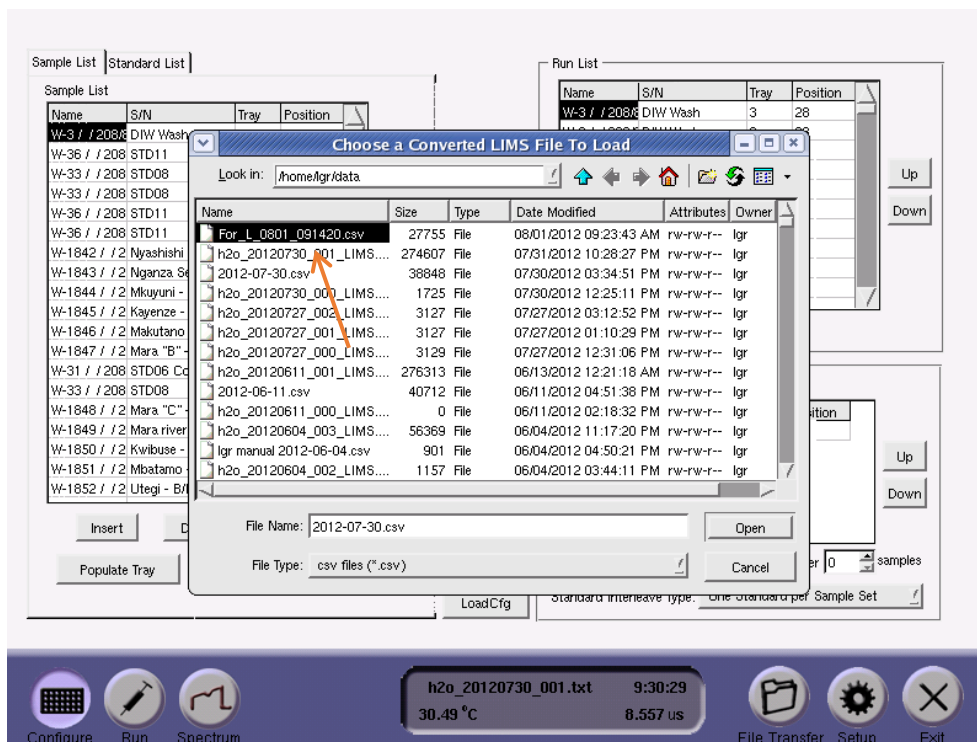 Sample List Standard List
Sample List
Name S/N Tray Position
W-3 / / 208/8 DIW Wash
W-36 / / 208 STD11
W-33 / / 208 STD08
W-33 / / 208 STD08
W-36 / / 208 STD11
W-36 / / 208 STD11
W-1842 / / 2 Nyashishi
W-1843 / / 2 Nganza Se
W-1844 / / 2 Mkuyuni -
W-1845 / / 2 Kayenze -
W-1846 / / 2 Makutano
W-1847 / / 2 Mara "B" -
W-31 / / 208 STD06 Co
W-33 / / 208 STD08
W-1848 / / 2 Mara "C" -
W-1849 / / 2 Mara river
W-1850 / / 2 Kwibuse -
W-1851 / / 2 Mbatamo -
W-1852 / / 2 Utegi - B/
Insert D
Populate Tray
Run List
Name S/N Tray Position
W-3 / / 208/8 DIW Wash 3 28
Up
Down
Choose a Converted LIMS File To Load
Look in: /home/lgr/data
Name Size Type Date Modified Attributes Owner
For_L_0801_091420.csv 27755 File 08/01/2012 09:23:43 AM rw-rw-r-- lgr
h2o_20120730_001_LIMS.... 274607 File 07/31/2012 10:28:27 PM rw-rw-r-- lgr
2012-07-30.csv 38848 File 07/30/2012 03:34:51 PM rw-rw-r-- lgr
h2o_20120730_000_LIMS.... 1725 File 07/30/2012 12:25:11 PM rw-rw-r-- lgr
h2o_20120727_002_LIMS.... 3127 File 07/27/2012 03:12:52 PM rw-rw-r-- lgr
h2o_20120727_001_LIMS.... 3127 File 07/27/2012 01:10:29 PM rw-rw-r-- lgr
h2o_20120727_000_LIMS.... 3129 File 07/27/2012 12:31:06 PM rw-rw-r-- lgr
h2o_20120611_001_LIMS.... 276313 File 06/13/2012 12:21:18 AM rw-rw-r-- lgr
2012-06-11.csv 40712 File 06/11/2012 04:51:38 PM rw-rw-r-- lgr
h2o_20120611_000_LIMS.... 0 File 06/11/2012 02:18:32 PM rw-rw-r-- lgr
h2o_20120604_003_LIMS.... 56369 File 06/04/2012 11:17:20 PM rw-rw-r-- lgr
lgr manual 2012-06-04.csv 901 File 06/04/2012 04:50:21 PM rw-rw-r-- lgr
h2o_20120604_002_LIMS.... 1157 File 06/04/2012 03:44:11 PM rw-rw-r-- lgr
File Name: 2012-07-30.csv Open
File Type: csv files (*.csv) Cancel
ition
Up
Down
er 0 samples
LoadCfg
Standard Interleave Type: One Standard per Sample Set
h2o_20120730_001.txt 9:30:29
30.49 °C 8.557 us
Configure Run Spectrum File Transfer Setup Exit